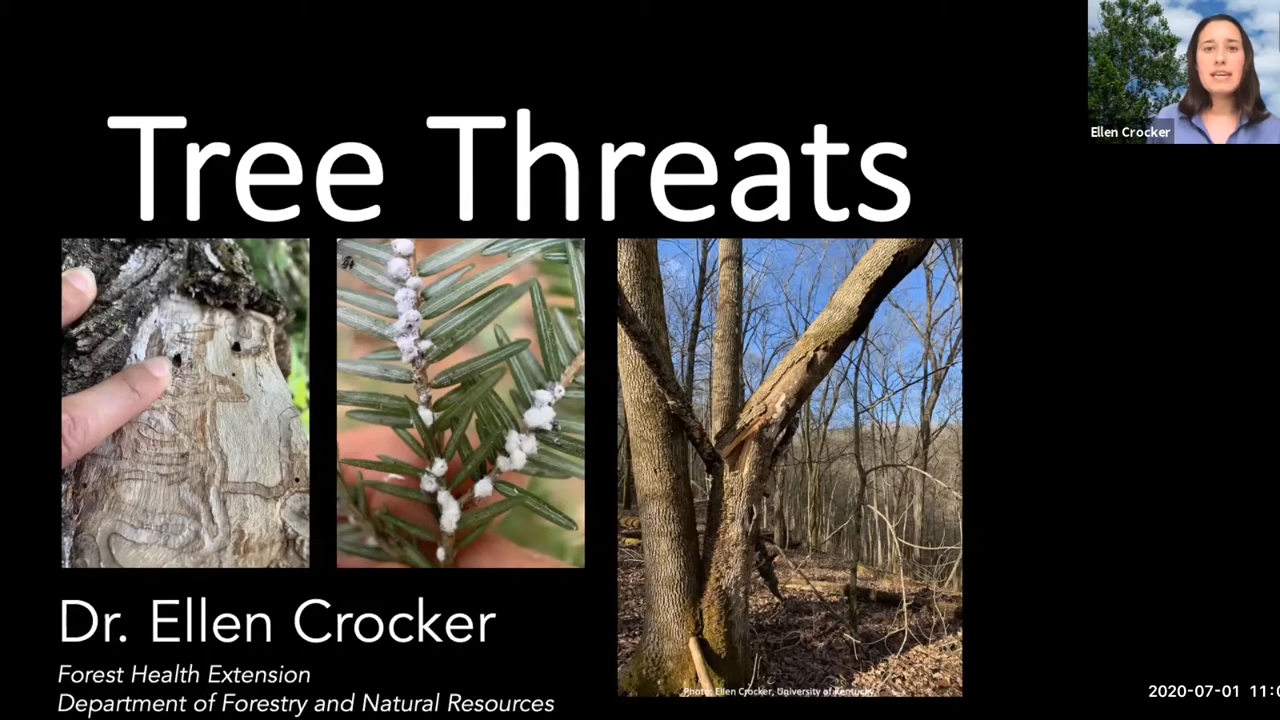 Tree Threats
Ellen Crocker
Dr. Ellen Crocker
Forest Health Extension
Department of Forestry and Natural Resources
Photo: Ellen Crocker, University of Kentucky
2020-07-01 11:0